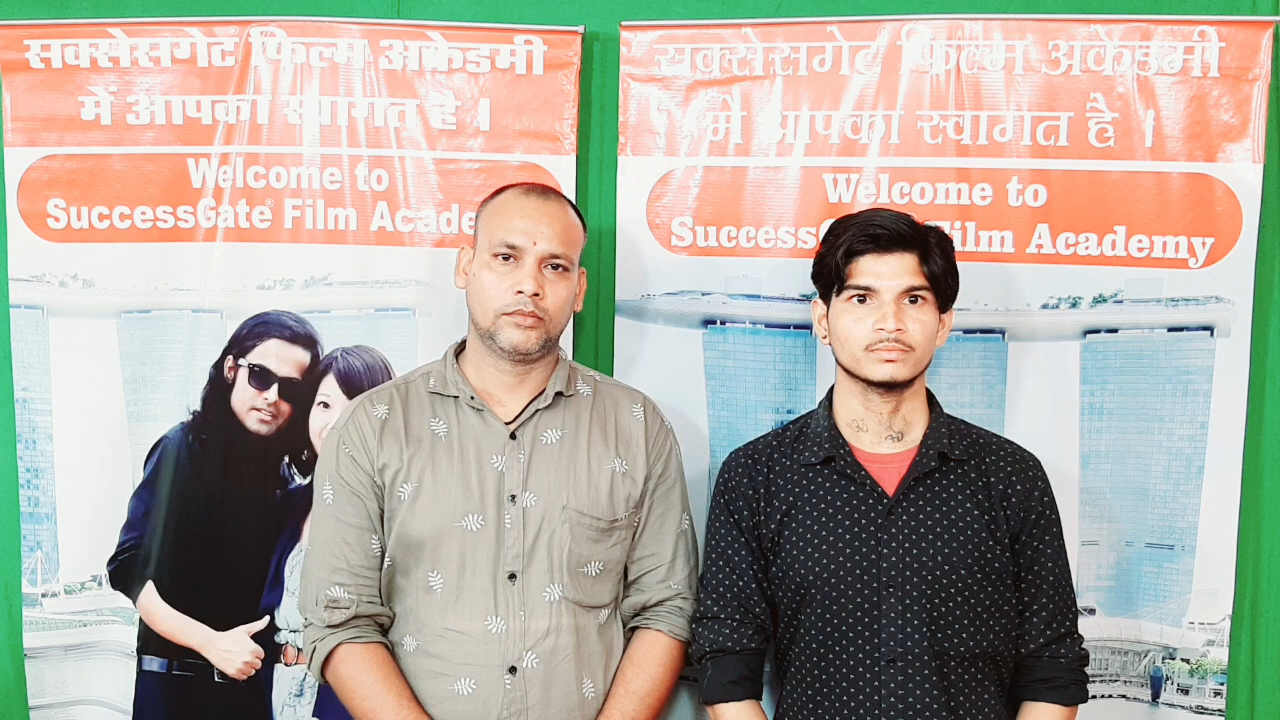 सक्सेसगेट फिल्म अकेडमी
में आपका स्वागत है ।
Welcome to
SuccessGate® Film Acade
सक्सेसगेट फिल्म अकेडमी
मै आपका स्वागत है ।
Welcome to
SuccessG Film Academy